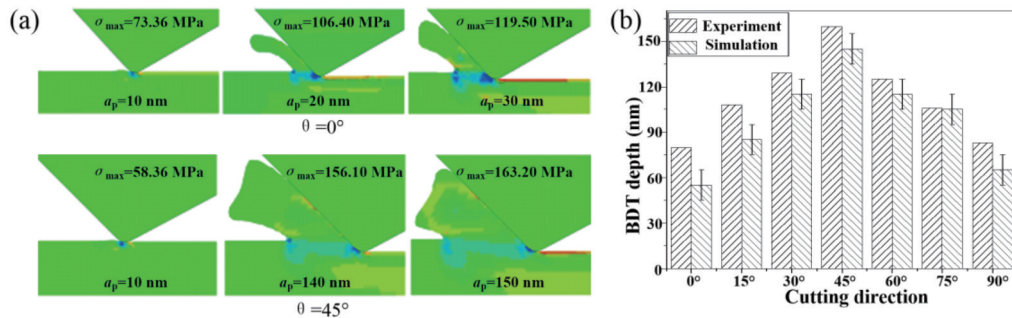 (a)
σmax=73.36 MPa
σmax=106.40 MPa
σmax=119.50 MPa
ap=10 nm
ap=20 nm
ap=30 nm
θ =0°
σmax=58.36 MPa
σmax=156.10 MPa
σmax=163.20 MPa
ap=10 nm
ap=140 nm
ap=150 nm
θ =45°
(b)
Experiment
Simulation
BDT depth (nm)
150
120
90
60
30
0
0° 15° 30° 45° 60° 75° 90°
Cutting direction